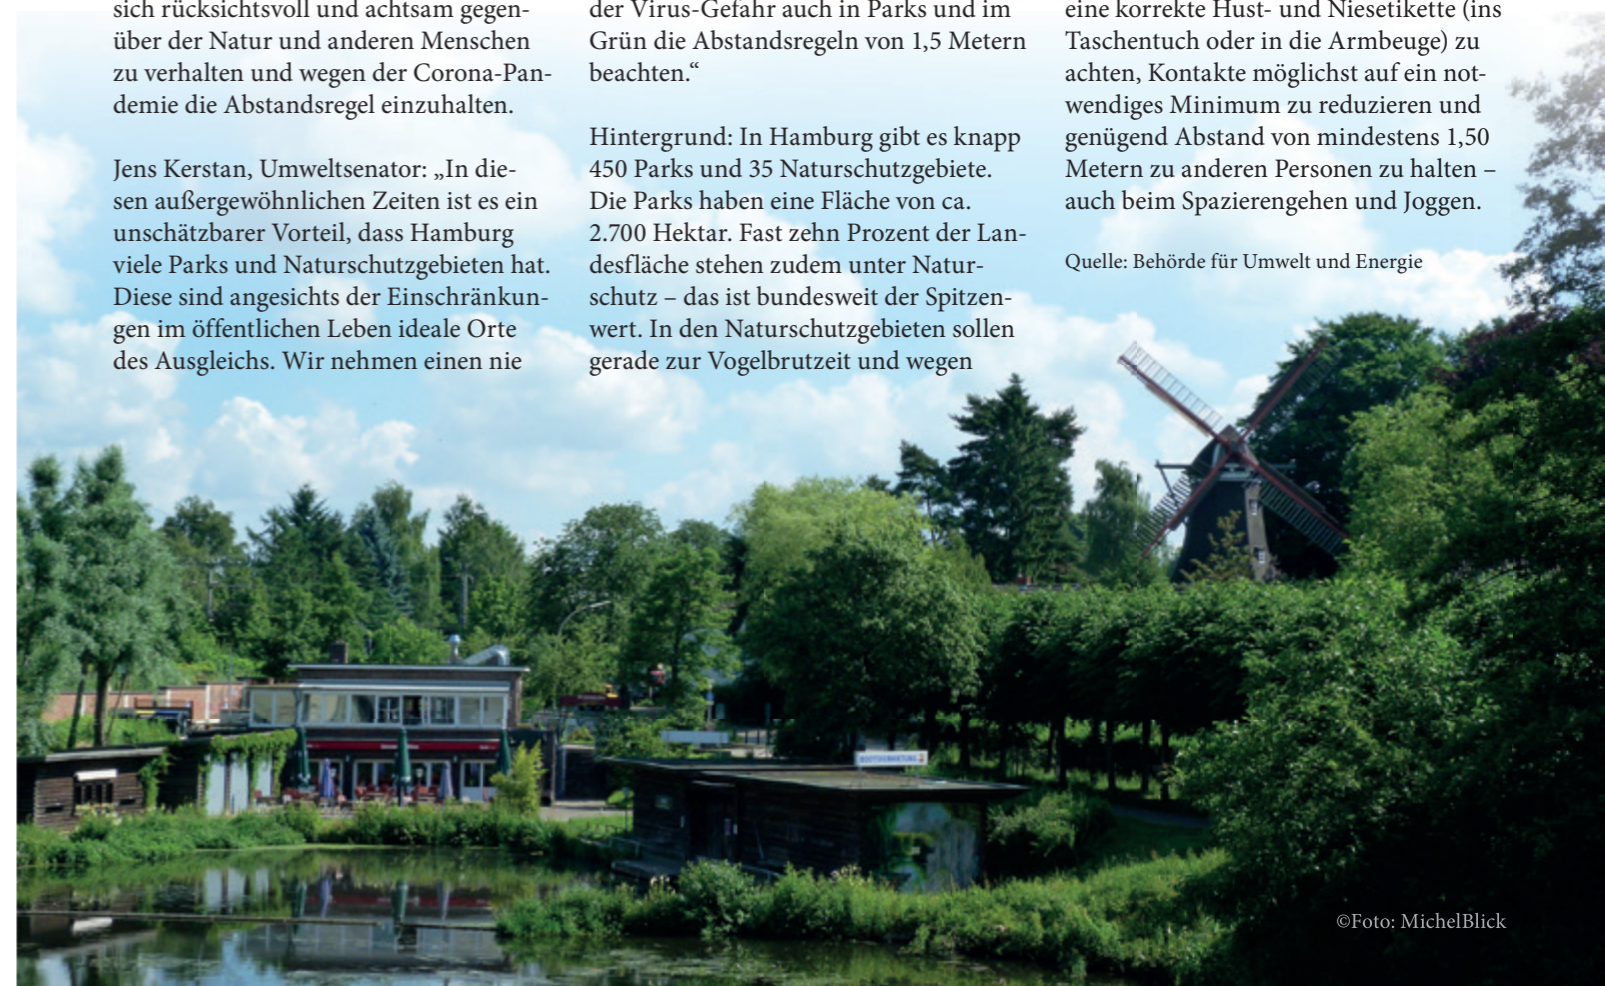 sich rücksichtsvoll und achtsam gegen-
über der Natur und anderen Menschen
zu verhalten und wegen der Corona-Pan-
demie die Abstandsregel einzuhalten.
Jens Kerstan, Umweltsenator: „In die-
sen außergewöhnlichen Zeiten ist es ein
unschätzbarer Vorteil, dass Hamburg
viele Parks und Naturschutzgebieten hat.
Diese sind angesichts der Einschränkun-
gen im öffentlichen Leben ideale Orte
des Ausgleichs. Wir nehmen einen nie
der Virus-Gefahr auch in Parks und im
Grün die Abstandsregeln von 1,5 Metern
beachten.“
Hintergrund: In Hamburg gibt es knapp
450 Parks und 35 Naturschutzgebiete.
Die Parks haben eine Fläche von ca.
2.700 Hektar. Fast zehn Prozent der Lan-
desfläche stehen zudem unter Natur-
schutz – das ist bundesweit der Spitzen-
wert. In den Naturschutzgebieten sollen
gerade zur Vogelbrutzeit und wegen
eine korrekte Hust- und Niesetikette (ins
Taschentuch oder in die Armbeuge) zu
achten, Kontakte möglichst auf ein not-
wendiges Minimum zu reduzieren und
genügend Abstand von mindestens 1,50
Metern zu anderen Personen zu halten –
auch beim Spazierengehen und Joggen.
Quelle: Behörde für Umwelt und Energie
BOOTSVERMIETUNG
©Foto: MichelBlick